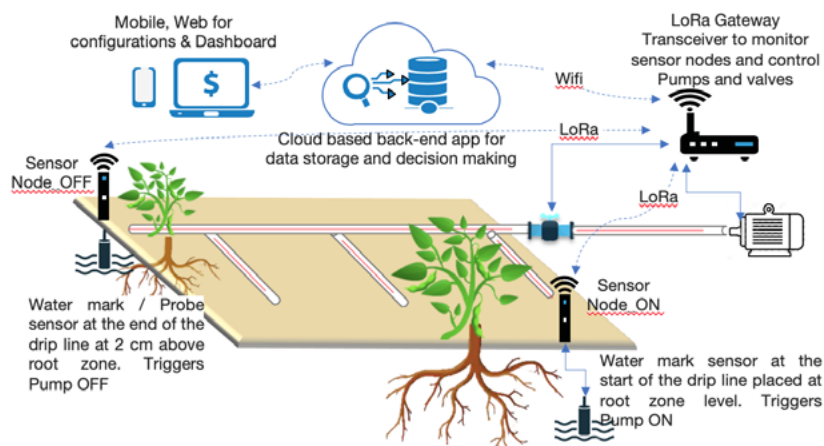 Mobile, Web for
configurations & Dashboard
$
LoRa Gateway
Transceiver to monitor
sensor nodes and control
Pumps and valves
Wifi
Cloud based back-end app for
data storage and decision making
LoRa
Sensor
Node_OFF
LoRa
Sensor
Node_ON
Water mark / Probe
sensor at the end of the
drip line at 2 cm above
root zone. Triggers
Pump OFF
Water mark sensor at the
start of the drip line placed at
root zone level. Triggers
Pump ON